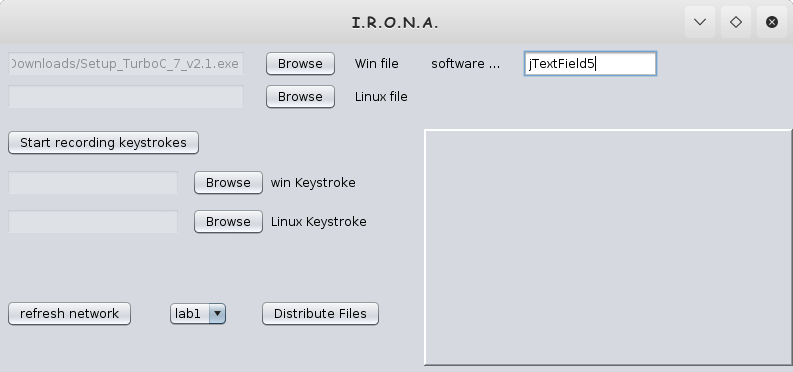 I.R.O.N.A.
Downloads/Setup_TurboC_7_v2.1.exe Browse Win file software ... jTextField5
Browse Linux file
Start recording keystrokes
Browse win Keystroke
Browse Linux Keystroke
refresh network lab1 Distribute Files